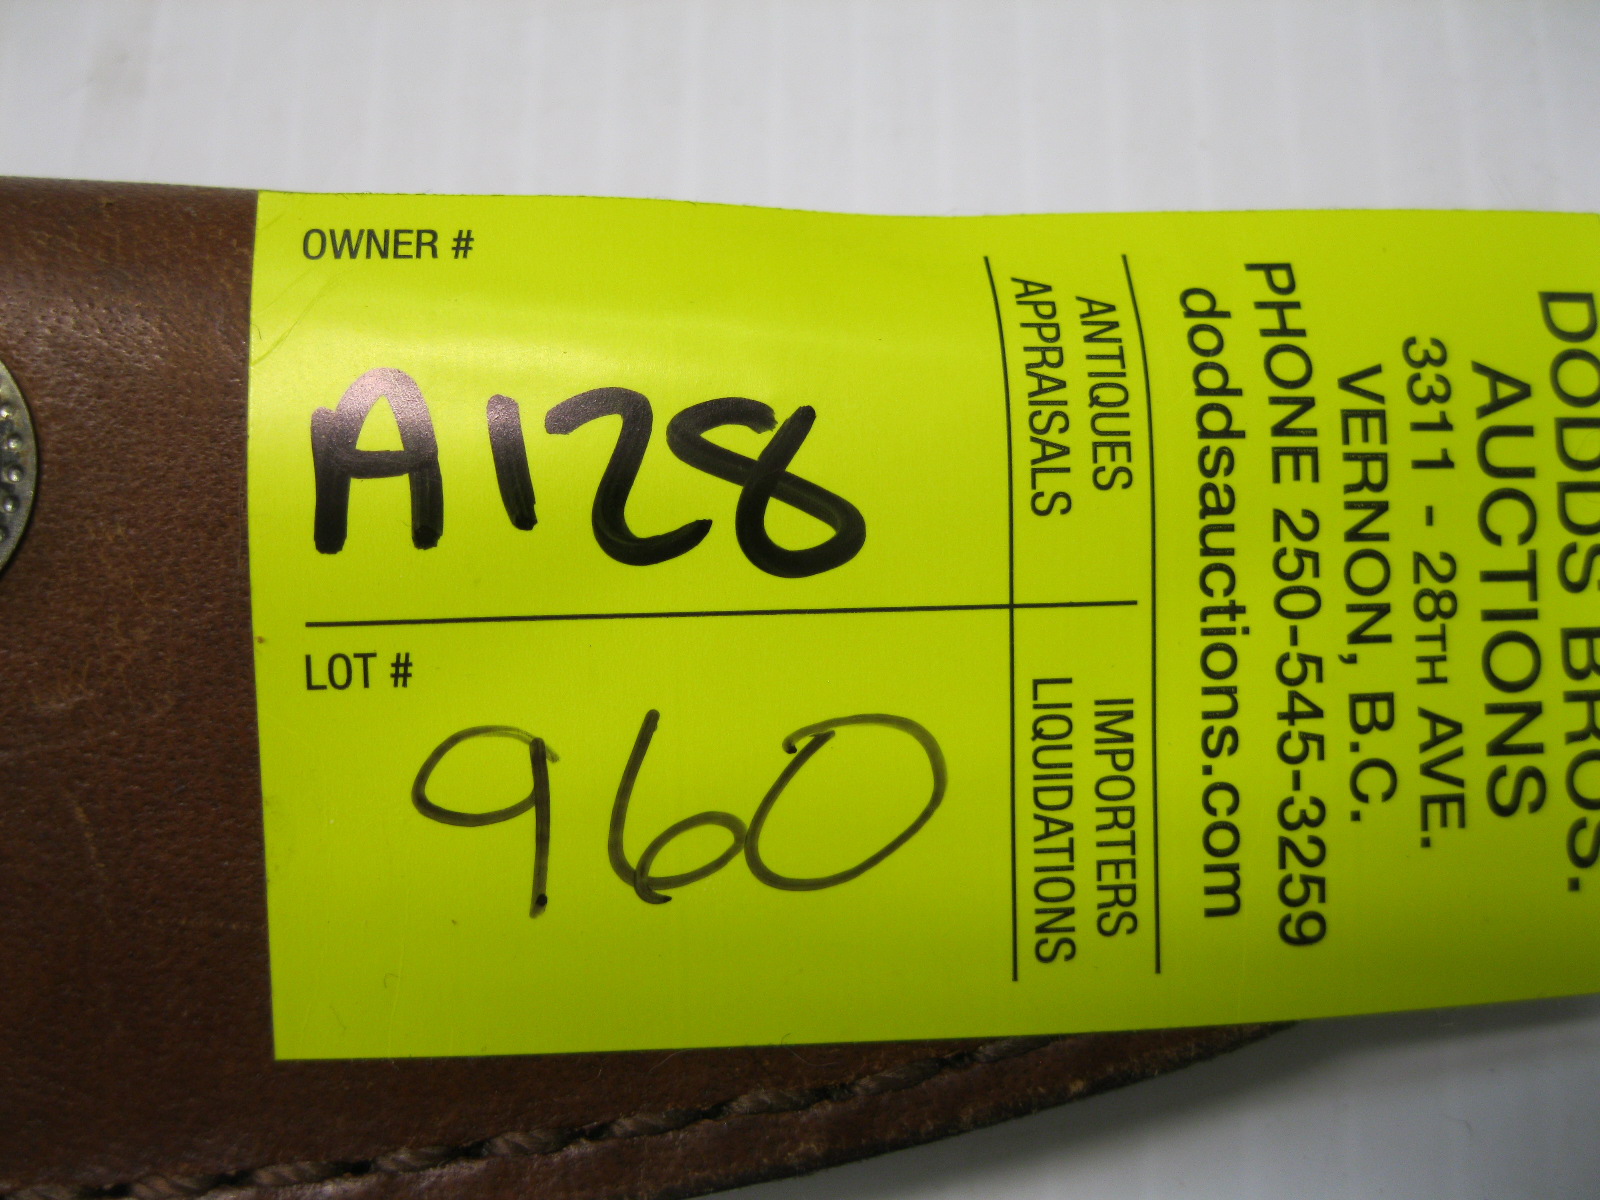 DODDS BROS.
AUCTIONS
3311 - 28TH AVE.
VERNON, B.C.
PHONE 250-545-3259
doddsauctions.com
ANTIQUES
APPRAISALS
IMPORTERS
LIQUIDATIONS
OWNER #
A128
LOT #
960